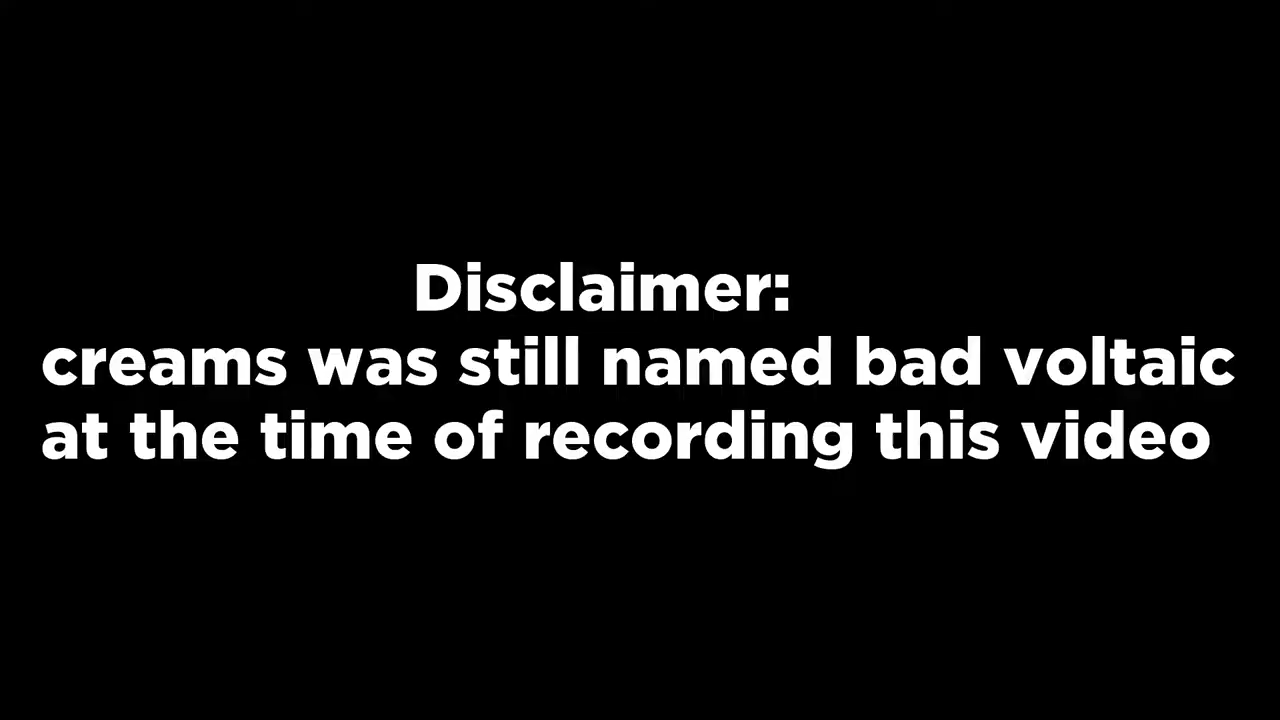 Disclaimer:
creams was still named bad voltaic
at the time of recording this video